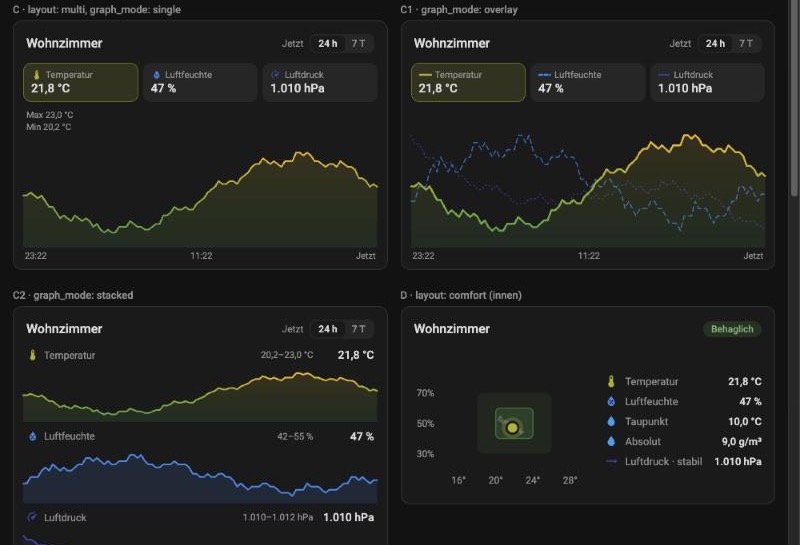 C · layout: multi, graph_mode: single
Wohnzimmer
Jetzt 24 h 7 T
Temperatur
21,8 °C
Luftfeuchte
47 %
Luftdruck
1.010 hPa
Max 23,0 °C
Min 20,2 °C
23:22 11:22 Jetzt
C1 · graph_mode: overlay
Wohnzimmer
Jetzt 24 h 7 T
Temperatur
21,8 °C
Luftfeuchte
47 %
Luftdruck
1.010 hPa
23:22 11:22 Jetzt
C2 · graph_mode: stacked
Wohnzimmer
Jetzt 24 h 7 T
Temperatur 20,2–23,0 °C 21,8 °C
Luftfeuchte 42–55 % 47 %
Luftdruck 1.010–1.012 hPa 1.010 hPa
D · layout: comfort (innen)
Wohnzimmer
Behaglich
70%
50%
30%
16° 20° 24° 28°
Temperatur 21,8 °C
Luftfeuchte 47 %
Taupunkt 10,0 °C
Absolut 9,0 g/m³
Luftdruck · stabil 1.010 hPa